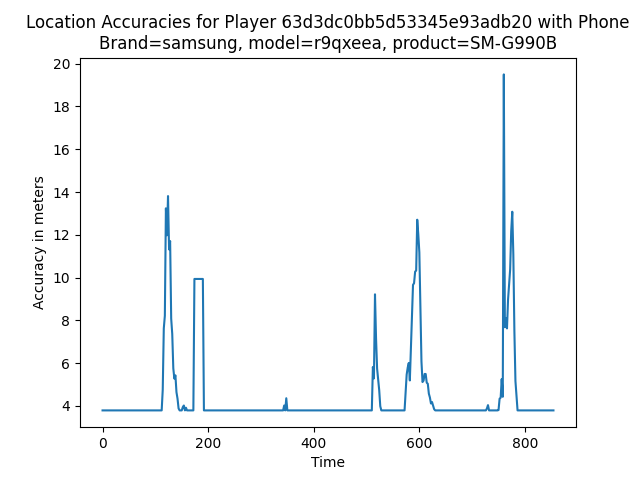 Location Accuracies for Player 63d3dc0bb5d53345e93adb20 with Phone
Brand=samsung, model=r9qxeea, product=SM-G990B
20
18
16
14
12
10
8
6
4
Accuracy in meters
0 200 400 600 800
Time